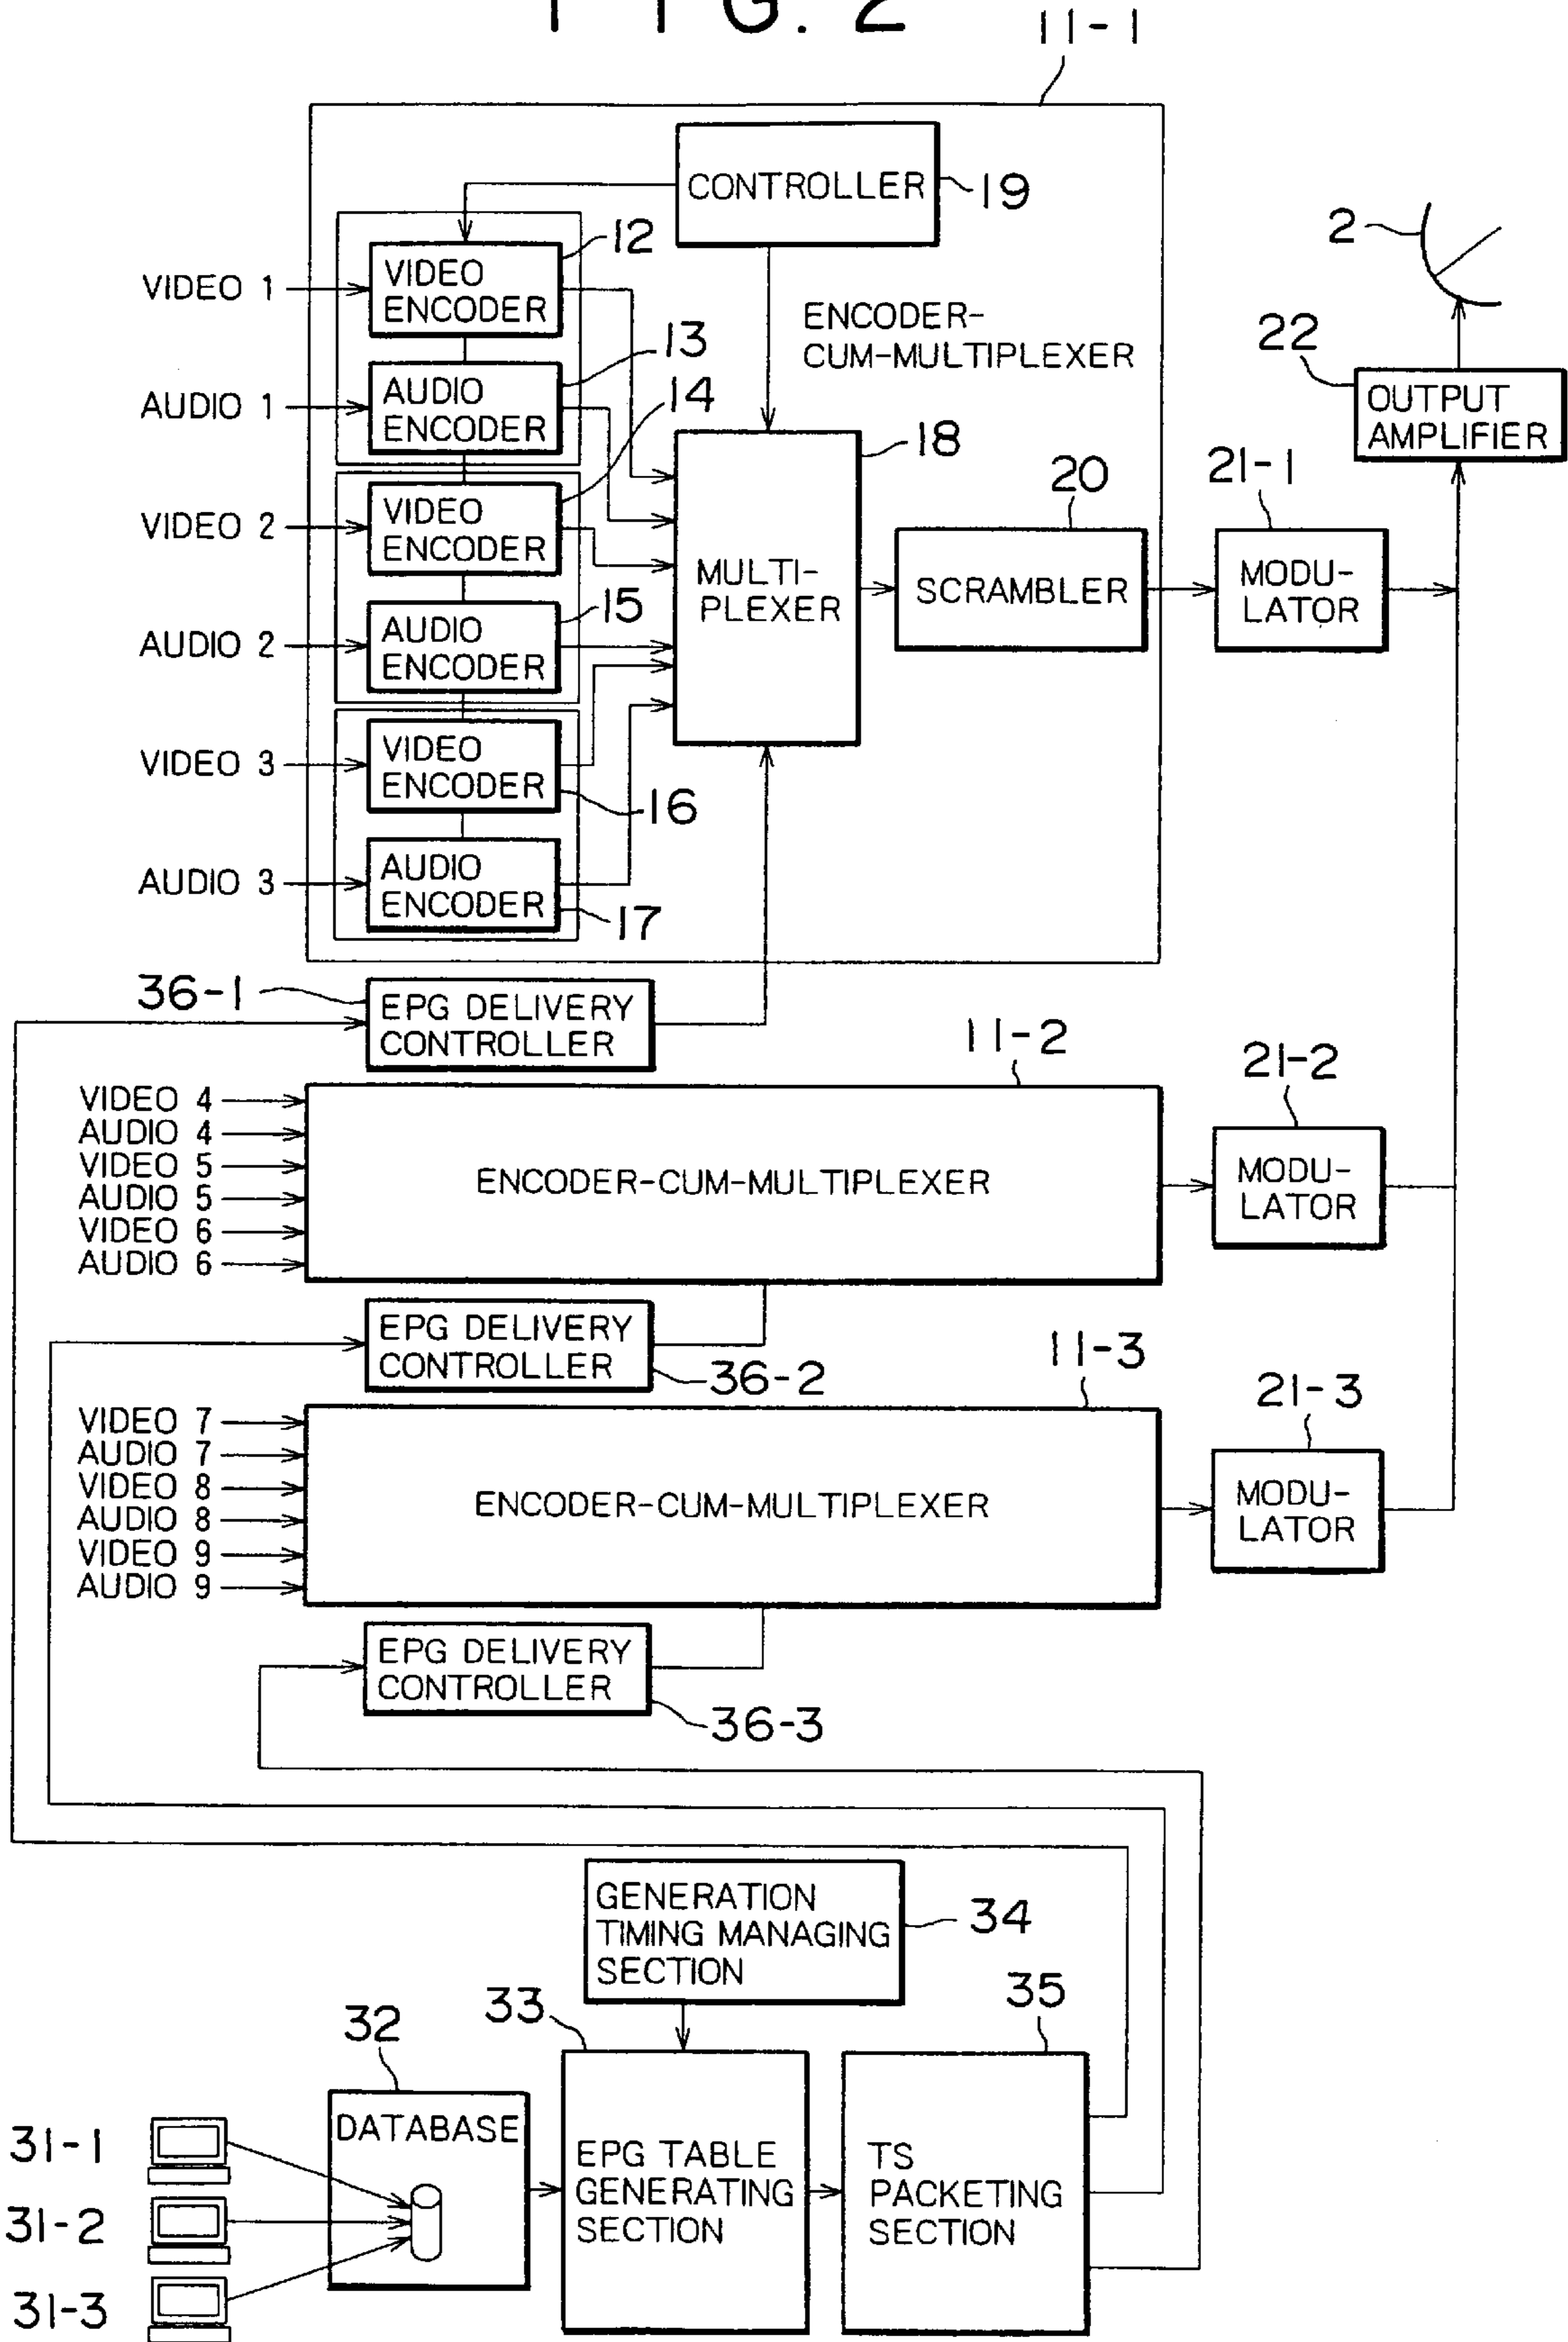 FIG. 2
11-1
CONTROLLER
19
12
VIDEO 1
VIDEO
ENCODER
ENCODER-
CUM-MULTIPLEXER
2
13
AUDIO 1
AUDIO
ENCODER
14
22
OUTPUT
AMPLIFIER
18
VIDEO 2
VIDEO
ENCODER
20
21-1
MULTI-
PLEXER
SCRAMBLER
MODU-
LATOR
15
AUDIO 2
AUDIO
ENCODER
VIDEO 3
VIDEO
ENCODER
16
AUDIO 3
AUDIO
ENCODER
17
36-1
EPG DELIVERY
CONTROLLER
11-2
21-2
VIDEO 4
AUDIO 4
VIDEO 5
AUDIO 5
VIDEO 6
AUDIO 6
ENCODER-CUM-MULTIPLEXER
MODU-
LATOR
EPG DELIVERY
CONTROLLER
36-2
11-3
21-3
VIDEO 7
AUDIO 7
VIDEO 8
AUDIO 8
VIDEO 9
AUDIO 9
ENCODER-CUM-MULTIPLEXER
MODU-
LATOR
EPG DELIVERY
CONTROLLER
36-3
GENERATION
TIMING MANAGING
SECTION
34
32
33
35
DATABASE
EPG TABLE
GENERATING
SECTION
TS
PACKETING
SECTION
31-1
31-2
31-3